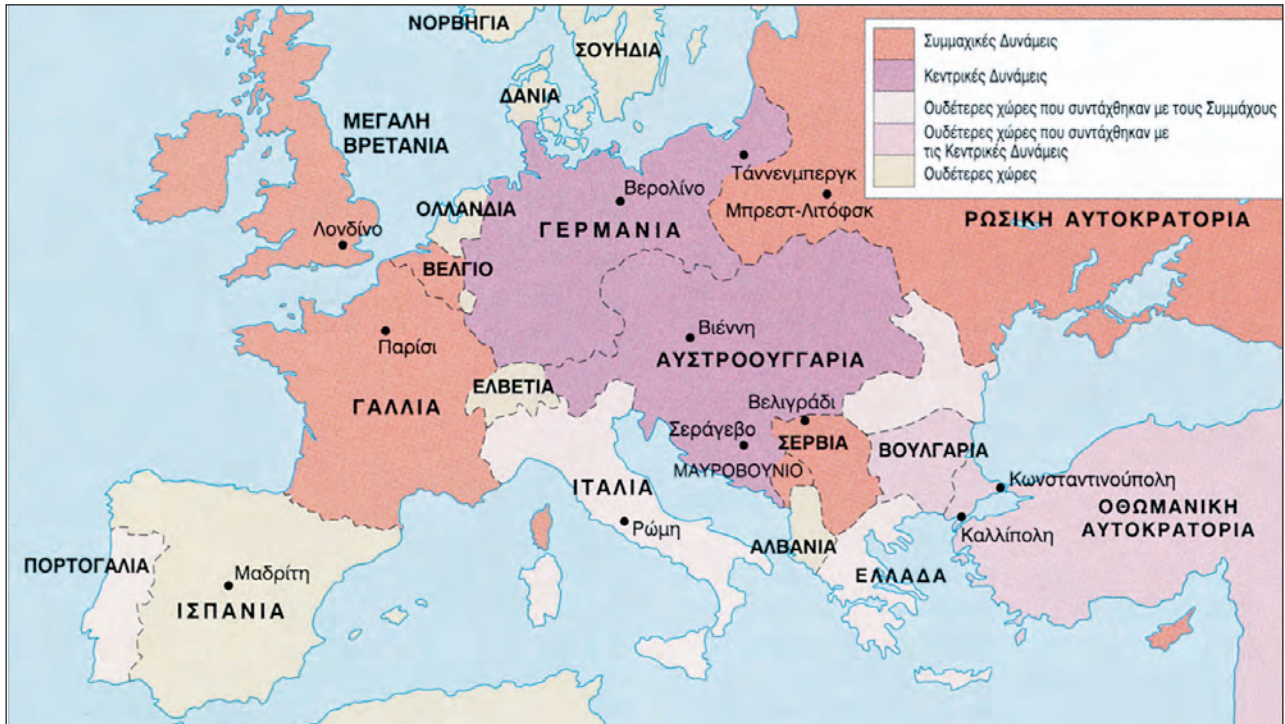 ΝΟΡΒΗΓΙΑ
ΣΟΥΗΔΙΑ
ΔΑΝΙΑ
ΜΕΓΑΛΗ
ΒΡΕΤΑΝΙΑ
Συμμαχικές Δυνάμεις
Κεντρικές Δυνάμεις
Ουδέτερες χώρες που συντάχθηκαν με τους Συμμάχους
Ουδέτερες χώρες που συντάχθηκαν με
τις Κεντρικές Δυνάμεις
Ουδέτερες χώρες
Τάννενμπεργκ
Βερολίνο
Μπρεστ-Λιτόφσκ
ΟΛΛΑΝΔΙΑ
ΓΕΡΜΑΝΙΑ
ΡΩΣΙΚΗ ΑΥΤΟΚΡΑΤΟΡΙΑ
Λονδίνο
ΒΕΛΓΙΟ
Παρίσι
Βιέννη
ΑΥΣΤΡΟΟΥΓΓΑΡΙΑ
ΕΛΒΕΤΙΑ
ΓΑΛΛΙΑ
Βελιγράδι
Σεράγεβο
ΣΕΡΒΙΑ
ΒΟΥΛΓΑΡΙΑ
ΜΑΥΡΟΒΟΥΝΙΟ
ΙΤΑΛΙΑ
Κωνσταντινούπολη
ΟΘΩΜΑΝΙΚΗ
ΑΥΤΟΚΡΑΤΟΡΙΑ
Ρώμη
Καλλίπολη
ΑΛΒΑΝΙΑ
ΕΛΛΑΔΑ
ΠΟΡΤΟΓΑΛΙΑ
Μαδρίτη
ΙΣΠΑΝΙΑ